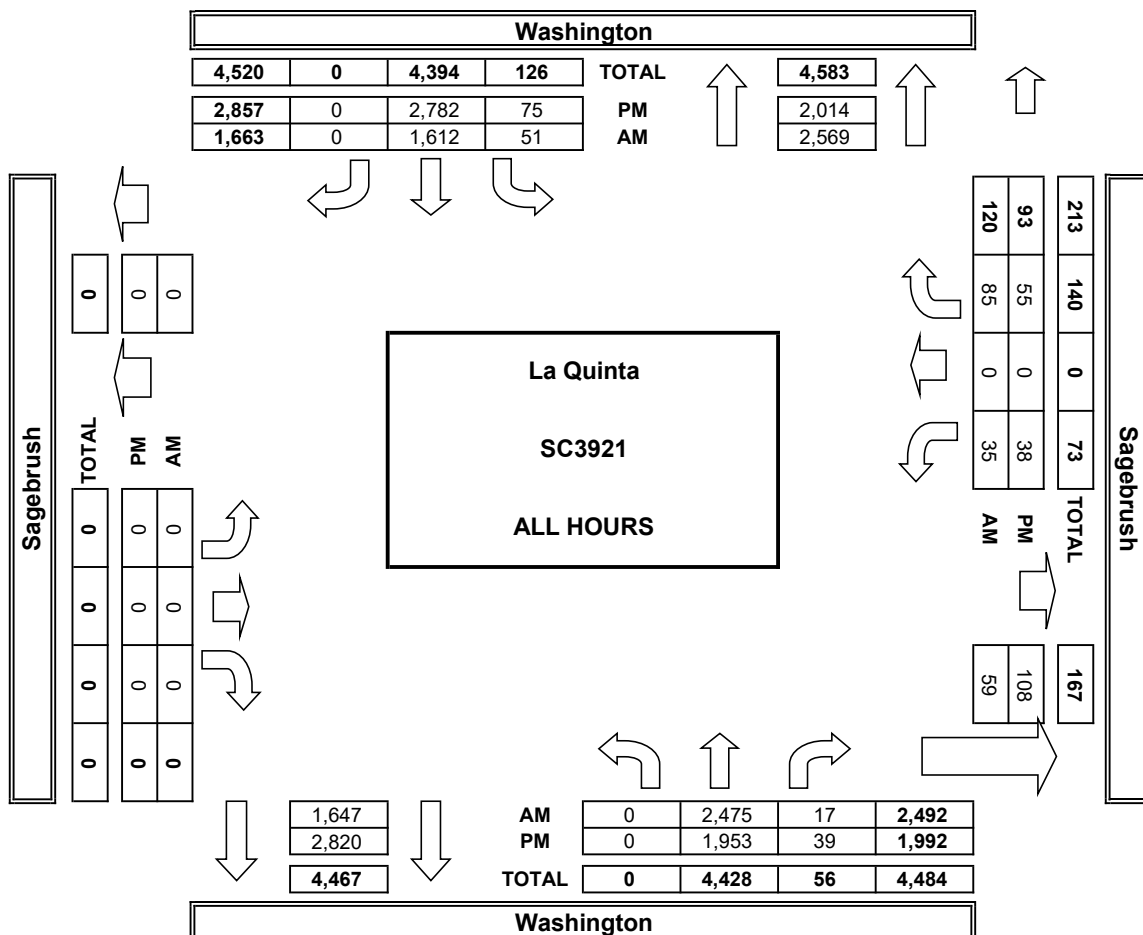 Washington
4,520 0 4,394 126 TOTAL 4,583
2,857 0 2,782 75 PM 2,014
1,663 0 1,612 51 AM 2,569
Sagebrush
0 0 0
TOTAL PM AM
0 0 0
0 0 0
0 0 0
0 0 0
La Quinta
SC3921
ALL HOURS
120 93 213
85 55 140
0 0 0
35 38 73
AM PM TOTAL
59 108 167
Sagebrush
1,647 AM 0 2,475 17 2,492
2,820 PM 0 1,953 39 1,992
4,467 TOTAL 0 4,428 56 4,484
Washington